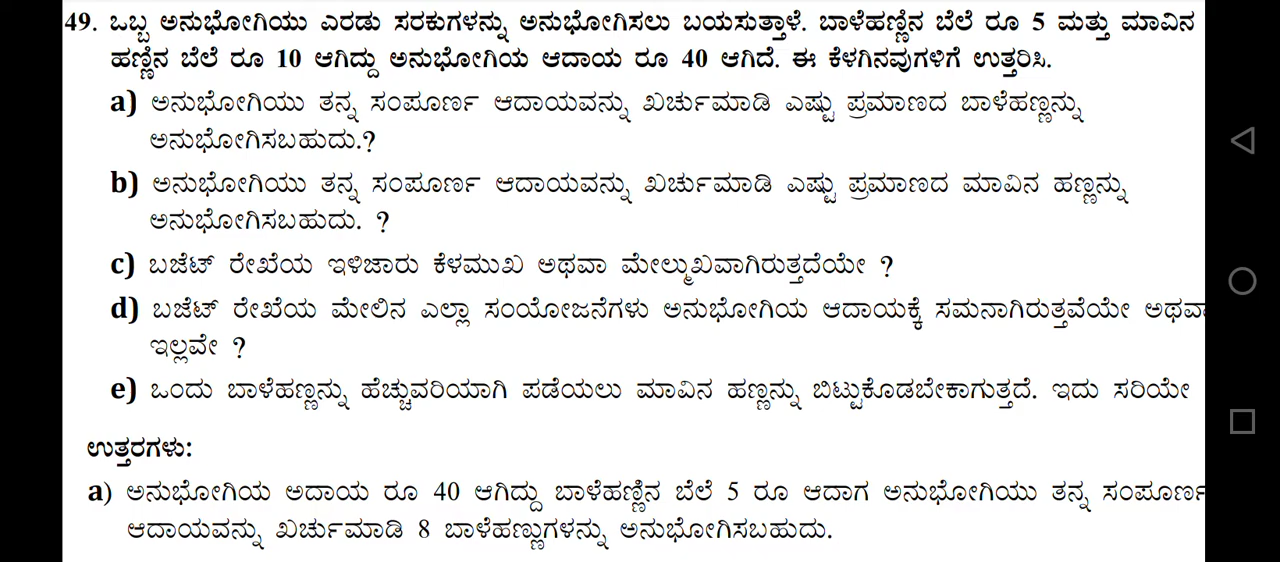 49. ಒಬ್ಬ ಅನುಭೋಗಿಯು ಎರಡು ಸರಕುಗಳನ್ನು ಅನುಭೋಗಿಸಲು ಬಯಸುತ್ತಾಳೆ. ಬಾಳೆಹಣ್ಣಿನ ಬೆಲೆ ರೂ 5 ಮತ್ತು ಮಾವಿನ
ಹಣ್ಣಿನ ಬೆಲೆ ರೂ 10 ಆಗಿದ್ದು ಅನುಭೋಗಿಯ ಆದಾಯ ರೂ 40 ಆಗಿದೆ. ಈ ಕೆಳಗಿನವುಗಳಿಗೆ ಉತ್ತರಿಸಿ.
a) ಅನುಭೋಗಿಯು ತನ್ನ ಸಂಪೂರ್ಣ ಆದಾಯವನ್ನು ಖರ್ಚುಮಾಡಿ ಎಷ್ಟು ಪ್ರಮಾಣದ ಬಾಳೆಹಣ್ಣನ್ನು
ಅನುಭೋಗಿಸಬಹುದು.?
b) ಅನುಭೋಗಿಯು ತನ್ನ ಸಂಪೂರ್ಣ ಆದಾಯವನ್ನು ಖರ್ಚುಮಾಡಿ ಎಷ್ಟು ಪ್ರಮಾಣದ ಮಾವಿನ ಹಣ್ಣನ್ನು
ಅನುಭೋಗಿಸಬಹುದು. ?
c) ಬಜೆಟ್ ರೇಖೆಯ ಇಳಿಜಾರು ಕೆಳಮುಖ ಅಥವಾ ಮೇಲ್ಮುಖವಾಗಿರುತ್ತದೆಯೇ ?
d) ಬಜೆಟ್ ರೇಖೆಯ ಮೇಲಿನ ಎಲ್ಲಾ ಸಂಯೋಜನೆಗಳು ಅನುಭೋಗಿಯ ಆದಾಯಕ್ಕೆ ಸಮನಾಗಿರುತ್ತವೆಯೇ ಅಥವಾ
ಇಲ್ಲವೇ ?
e) ಒಂದು ಬಾಳೆಹಣ್ಣನ್ನು ಹೆಚ್ಚುವರಿಯಾಗಿ ಪಡೆಯಲು ಮಾವಿನ ಹಣ್ಣನ್ನು ಬಿಟ್ಟುಕೊಡಬೇಕಾಗುತ್ತದೆ. ಇದು ಸರಿಯೇ
ಉತ್ತರಗಳು:
a) ಅನುಭೋಗಿಯ ಅದಾಯ ರೂ 40 ಆಗಿದ್ದು ಬಾಳೆಹಣ್ಣಿನ ಬೆಲೆ 5 ರೂ ಆದಾಗ ಅನುಭೋಗಿಯು ತನ್ನ ಸಂಪೂರ್ಣ
ಆದಾಯವನ್ನು ಖರ್ಚುಮಾಡಿ 8 ಬಾಳೆಹಣ್ಣುಗಳನ್ನು ಅನುಭೋಗಿಸಬಹುದು.